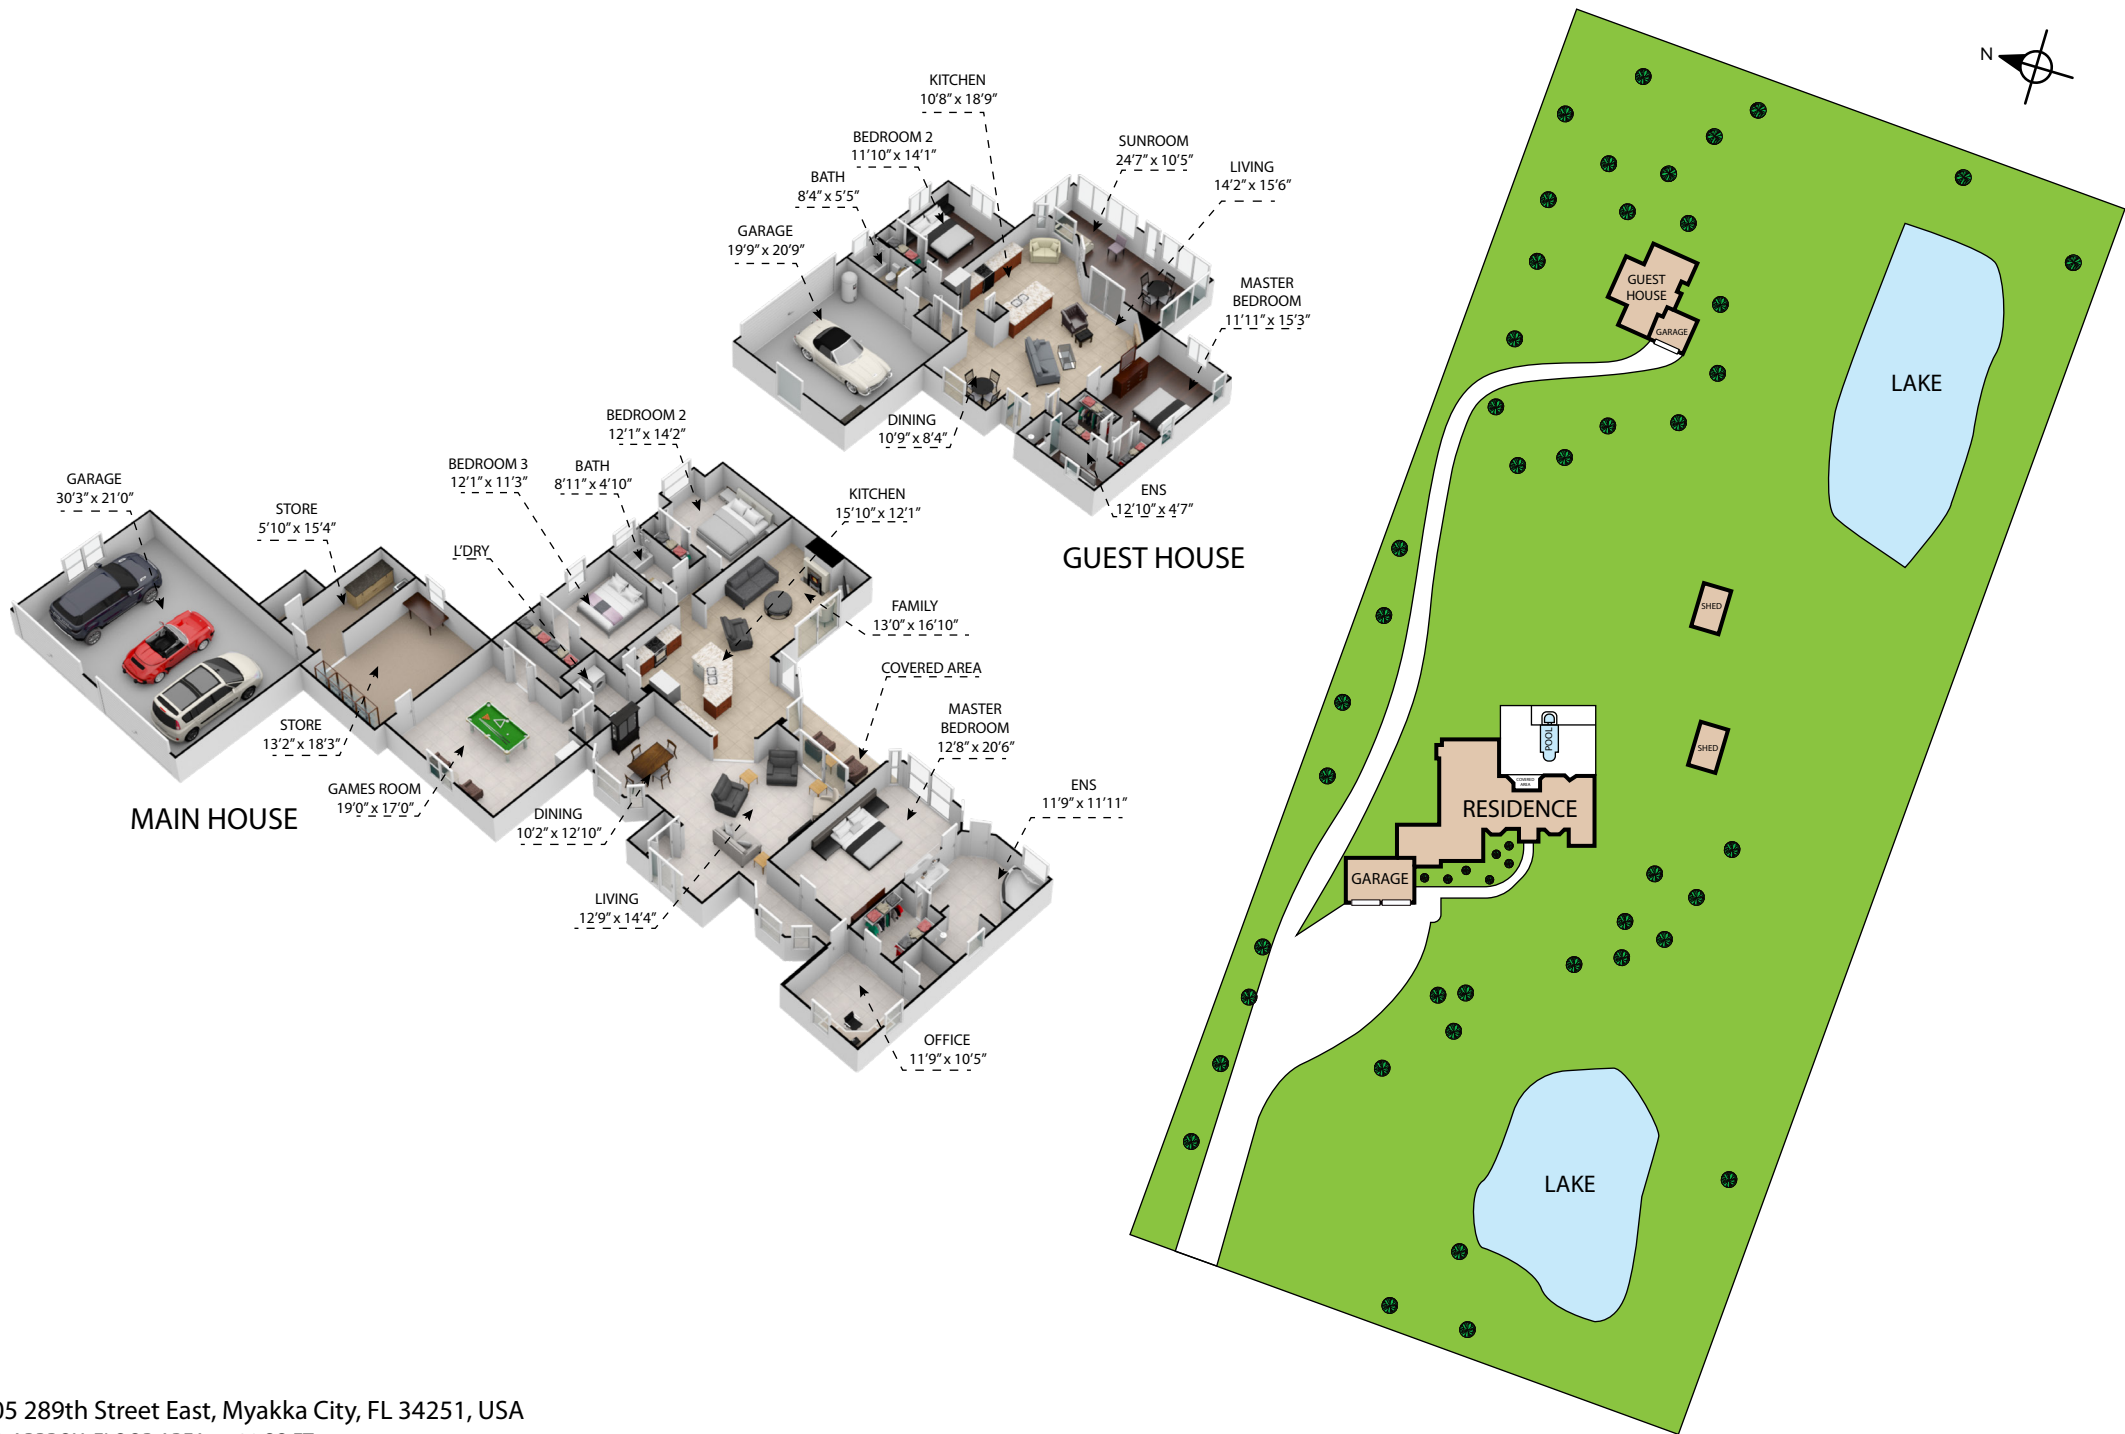 KITCHEN
10'8" x 18'9"
BEDROOM 2
11'10" x 14'1"
BATH
8'4" x 5'5"
GARAGE
19'9" x 20'9"
SUNROOM
24'7" x 10'5"
LIVING
14'2" x 15'6"
MASTER
BEDROOM
11'11" x 15'3"
DINING
10'9" x 8'4"
ENS
12'10" x 4'7"
GUEST HOUSE
GARAGE
30'3" x 21'0"
STORE
5'10" x 15'4"
L'DRY
BEDROOM 3
12'1" x 11'3"
BATH
8'11" x 4'10"
BEDROOM 2
12'1" x 14'2"
KITCHEN
15'10" x 12'1"
FAMILY
13'0" x 16'10"
COVERED AREA
MASTER
BEDROOM
12'8" x 20'6"
ENS
11'9" x 11'11"
STORE
13'2" x 18'3"
GAMES ROOM
19'0" x 17'0"
DINING
10'2" x 12'10"
LIVING
12'9" x 14'4"
OFFICE
11'9" x 10'5"
MAIN HOUSE
N
GUEST
HOUSE
GARAGE
LAKE
SHED
SHED
POOL
COVERED
AREA
RESIDENCE
GARAGE
LAKE
05 289th Street East, Myakka City, FL 34251, USA